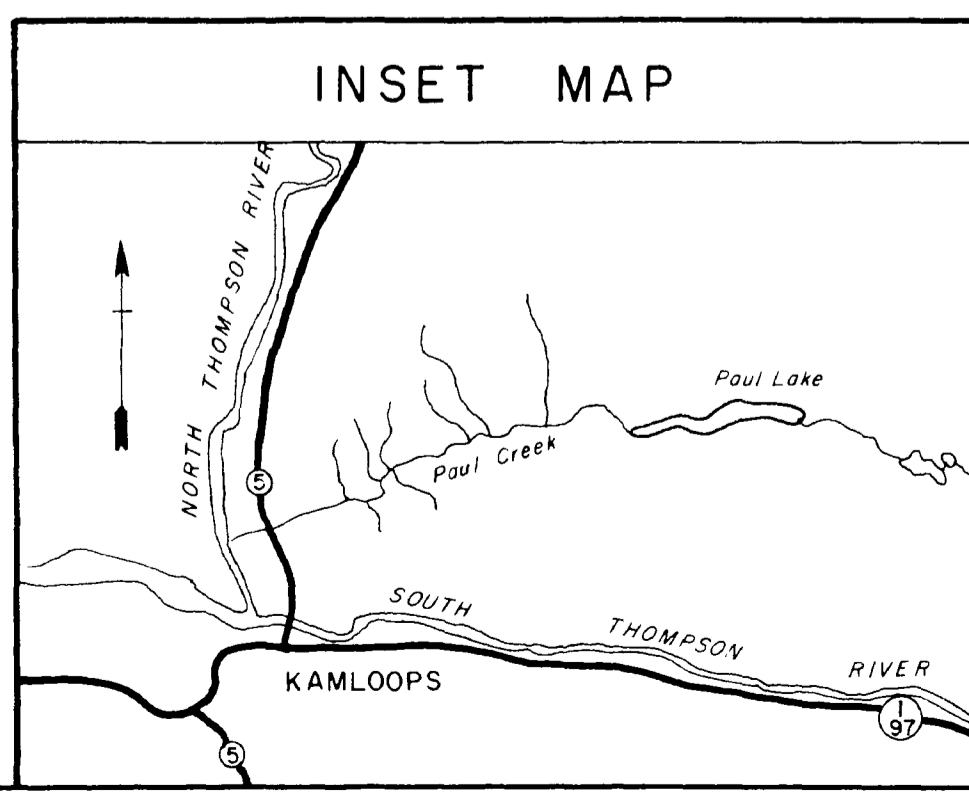 INSET MAP
NORTH THOMPSON RIVER
Paul Lake
Paul Creek
5
SOUTH THOMPSON RIVER
KAMLOOPS
1
97
5